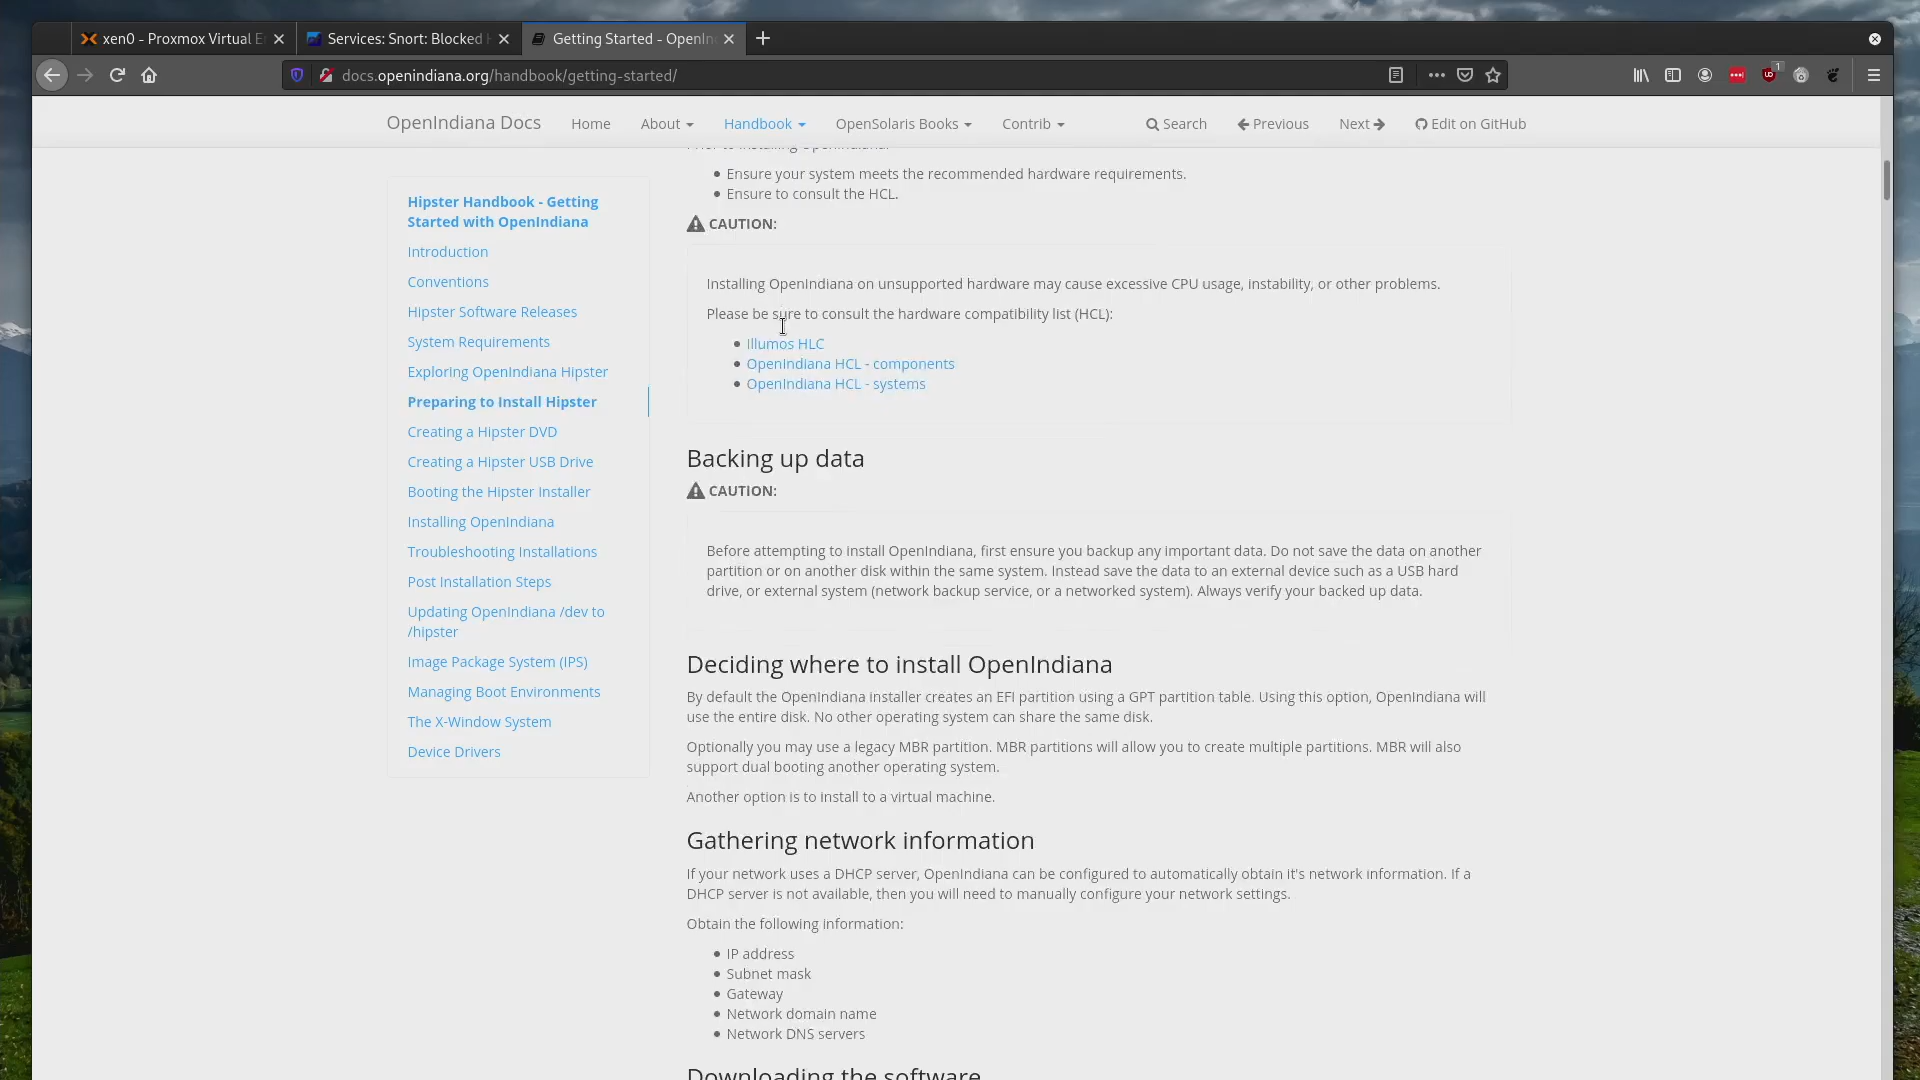 xen0 - Proxmox Virtual E
Services: Snort: Blocked
Getting Started - OpenIn
docs.openindiana.org/handbook/getting-started/
1
OpenIndiana Docs
Home
About
Handbook
OpenSolaris Books
Contrib
Search
Previous
Next
Edit on GitHub
Hipster Handbook - Getting
Started with OpenIndiana
Introduction
Conventions
Hipster Software Releases
System Requirements
Exploring OpenIndiana Hipster
Preparing to Install Hipster
Creating a Hipster DVD
Creating a Hipster USB Drive
Booting the Hipster Installer
Installing OpenIndiana
Troubleshooting Installations
Post Installation Steps
Updating OpenIndiana /dev to
/hipster
Image Package System (IPS)
Managing Boot Environments
The X-Window System
Device Drivers
Prior to installing OpenIndiana:
Ensure your system meets the recommended hardware requirements.
Ensure to consult the HCL.
CAUTION:
Installing OpenIndiana on unsupported hardware may cause excessive CPU usage, instability, or other problems.
Please be sure to consult the hardware compatibility list (HCL):
Illumos HLC
OpenIndiana HCL - components
OpenIndiana HCL - systems
Backing up data
CAUTION:
Before attempting to install OpenIndiana, first ensure you backup any important data. Do not save the data on another
partition or on another disk within the same system. Instead save the data to an external device such as a USB hard
drive, or external system (network backup service, or a networked system). Always verify your backed up data.
Deciding where to install OpenIndiana
By default the OpenIndiana installer creates an EFI partition using a GPT partition table. Using this option, OpenIndiana will
use the entire disk. No other operating system can share the same disk.
Optionally you may use a legacy MBR partition. MBR partitions will allow you to create multiple partitions. MBR will also
support dual booting another operating system.
Another option is to install to a virtual machine.
Gathering network information
If your network uses a DHCP server, OpenIndiana can be configured to automatically obtain it's network information. If a
DHCP server is not available, then you will need to manually configure your network settings.
Obtain the following information:
IP address
Subnet mask
Gateway
Network domain name
Network DNS servers
Downloading the software